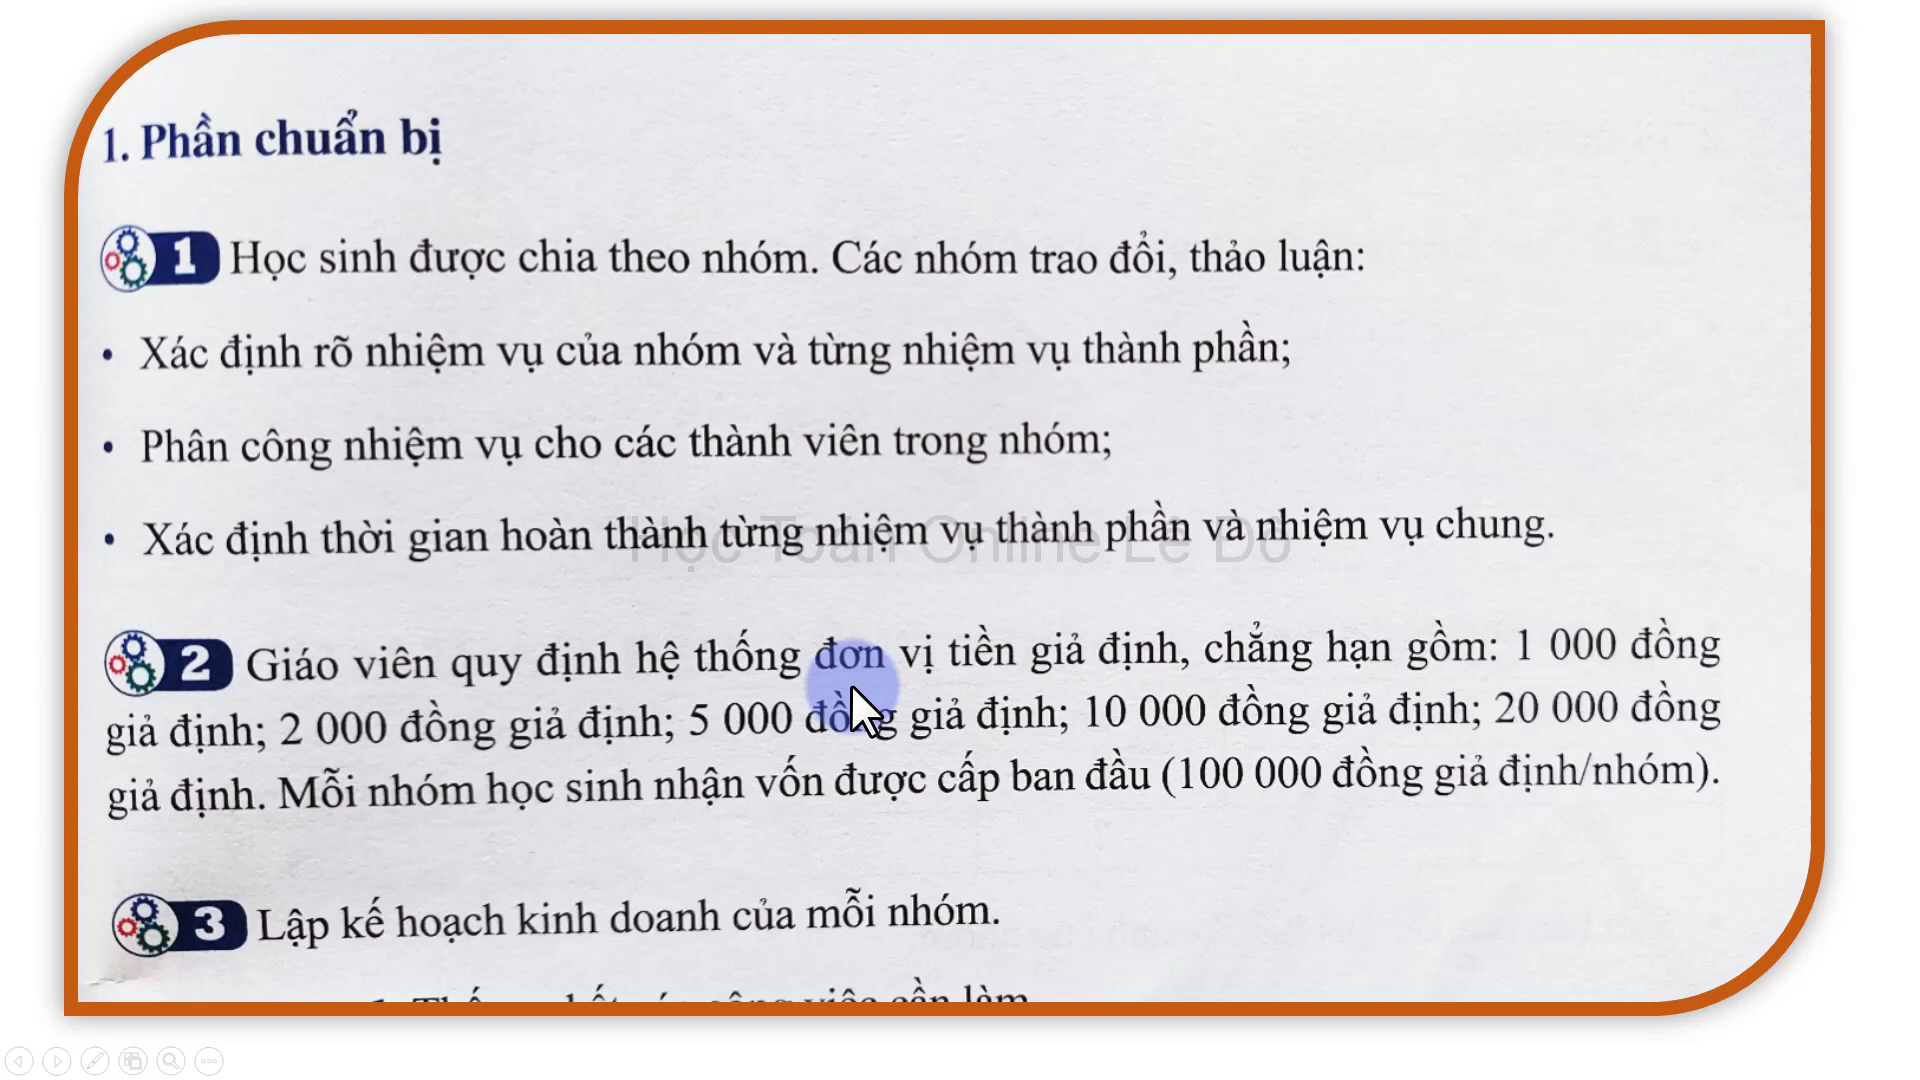 1. Phần chuẩn bị
1 Học sinh được chia theo nhóm. Các nhóm trao đổi, thảo luận:
• Xác định rõ nhiệm vụ của nhóm và từng nhiệm vụ thành phần;
• Phân công nhiệm vụ cho các thành viên trong nhóm;
• Xác định thời gian hoàn thành từng nhiệm vụ thành phần và nhiệm vụ chung.
Học Toán Online Lê Đô
2 Giáo viên quy định hệ thống đơn vị tiền giả định, chẳng hạn gồm: 1 000 đồng
giả định; 2 000 đồng giả định; 5 000 đồng giả định; 10 000 đồng giả định; 20 000 đồng
giả định. Mỗi nhóm học sinh nhận vốn được cấp ban đầu (100 000 đồng giả định/nhóm).
3 Lập kế hoạch kinh doanh của mỗi nhóm.
việc cần làm